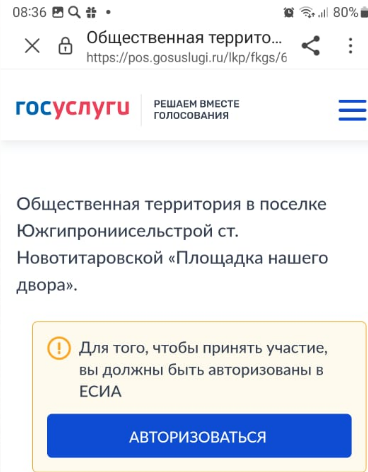 08:36
80%
Общественная террито...
https://pos.gosuslugi.ru/lkp/fkgs/6
госуслуги
РЕШАЕМ ВМЕСТЕ
ГОЛОСОВАНИЯ
Общественная территория в поселке
Южгипрониисельстрой ст.
Новотитаровской «Площадка нашего
двора».
Для того, чтобы принять участие,
вы должны быть авторизованы в
ЕСИА
АВТОРИЗОВАТЬСЯ